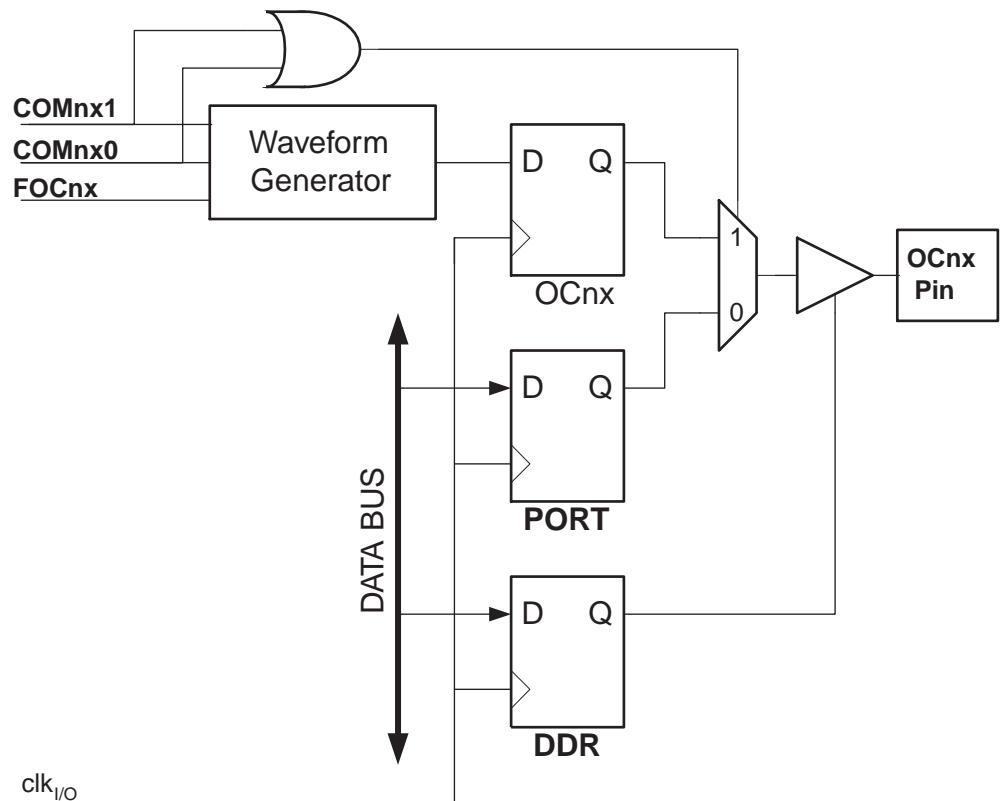 COMnx1
COMnx0
FOCnx
Waveform
Generator
D Q
OCnx
1
0
OCnx
Pin
D Q
PORT
D Q
DDR
DATA BUS
clkI/O